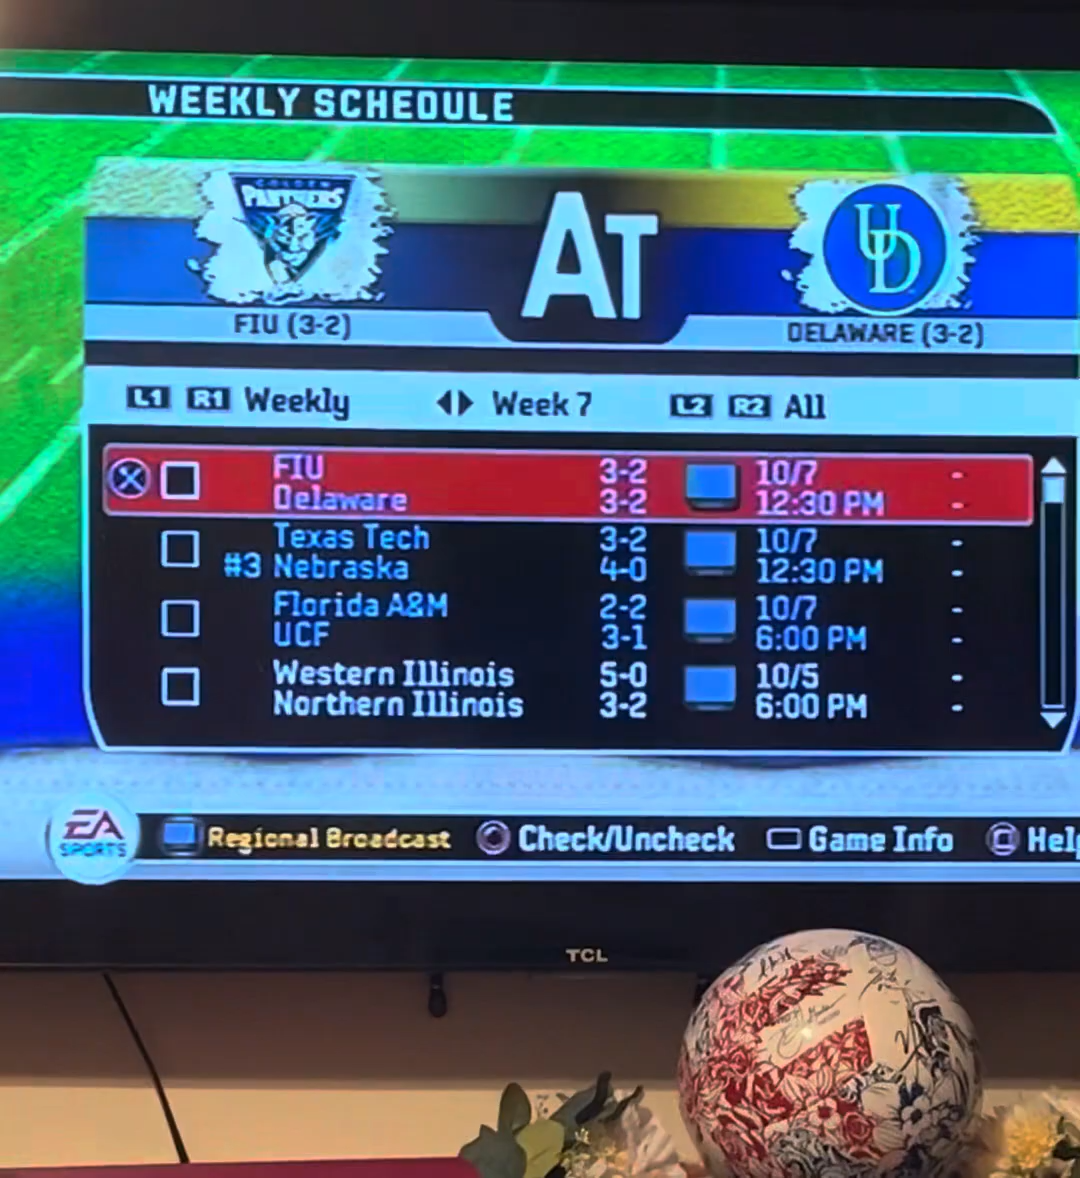 WEEKLY SCHEDULE
GOLDEN
PANTHERS
AT
UD
FIU (3-2)
DELAWARE (3-2)
L1 R1 Weekly
Week 7
L2 R2 All
FIU 3-2 10/7 -
Delaware 3-2 12:30 PM -
Texas Tech 3-2 10/7 -
#3 Nebraska 4-0 12:30 PM -
Florida A&M 2-2 10/7 -
UCF 3-1 6:00 PM -
Western Illinois 5-0 10/5 -
Northern Illinois 3-2 6:00 PM -
EA
SPORTS
Regional Broadcast
Check/Uncheck
Game Info
Help
TCL